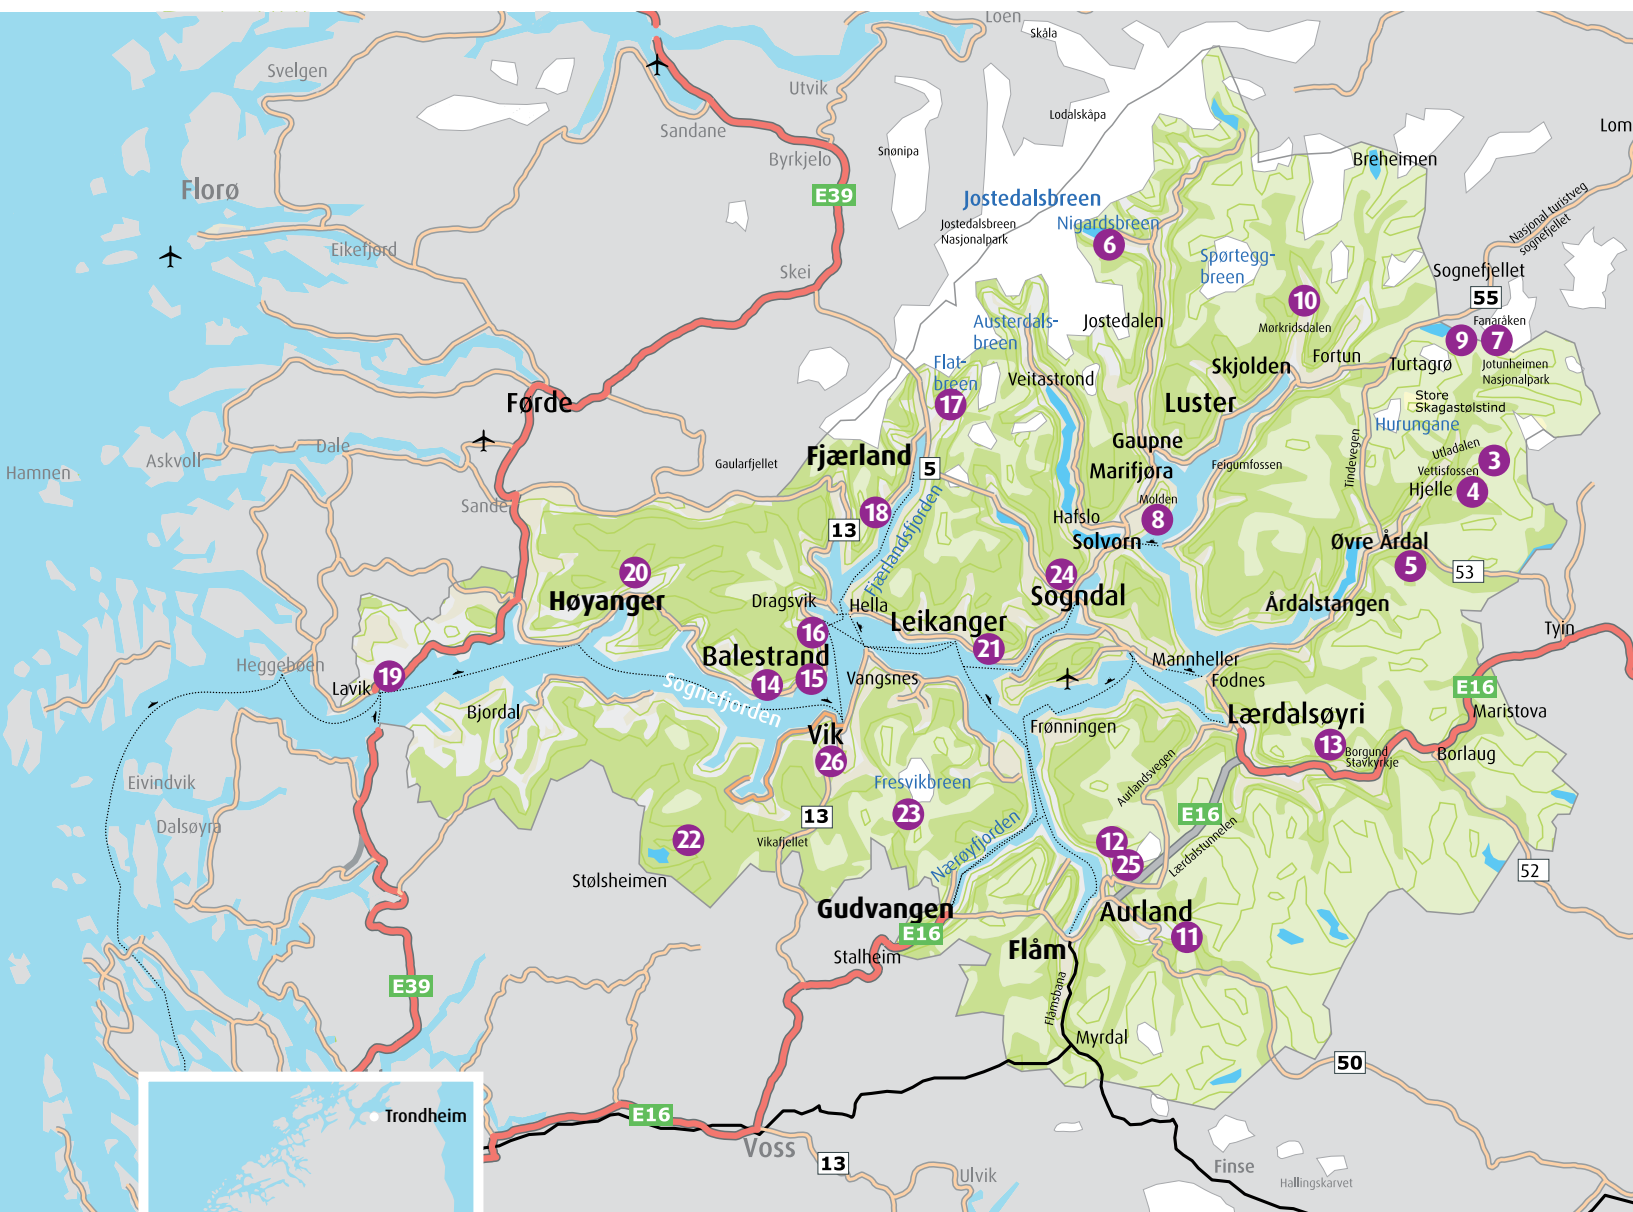 Loen
Skåla
Svelgen
Utvik
Lodalskåpa
Sandane
Lom
Byrkjelo
Snønipa
Breheimen
Florø
E39
Jostedalsbreen
Nasjonal turistveg
sognefjellet
Jostedalsbreen
Nasjonalpark
Nigardsbreen
6
Eikefjord
Spørtegg-
breen
Skei
Sognefjellet
55
10
Mørkridsdalen
Austerdals-
breen
Jostedalen
Fanaråken
9
7
Flat-
breen
Veitastrond
Skjolden
Fortun
Turtagrø
Jotunheimen
Nasjonalpark
17
Førde
Luster
Store
Skagastølstind
Hurungane
Dale
Gaupne
Utladalen
Hamnen
Askvoll
Gaularfjellet
Fjærland
5
Marifjøra
Feigumfossen
Tindevegen
Vettisfossen
3
Hjelle
4
Sande
18
13
Fjærlandsfjorden
Molden
8
Hafslo
Solvorn
Øvre Årdal
5
53
20
24
Høyanger
Dragsvik
Hella
Sogndal
Årdalstangen
Leikanger
16
21
Tyin
Balestrand
Heggebøen
19
Lavik
14
15
Sognefjorden
Vangsnes
Mannheller
Fodnes
E16
Bjordal
Vik
Frønningen
Lærdalsøyri
Maristova
13
Borgund
Stavkyrkje
Borlaug
26
Eivindvik
Fresvikbreen
Aurlandsvegen
13
23
E16
Dalsøyra
22
Vikafjellet
Nærøyfjorden
12
25
Lærdalstunnelen
52
Stølsheimen
Gudvangen
Aurland
E16
11
Stalheim
Flåm
E39
Flåmsbana
Myrdal
50
Trondheim
E16
Voss
13
Ulvik
Finse
Hallingskarvet